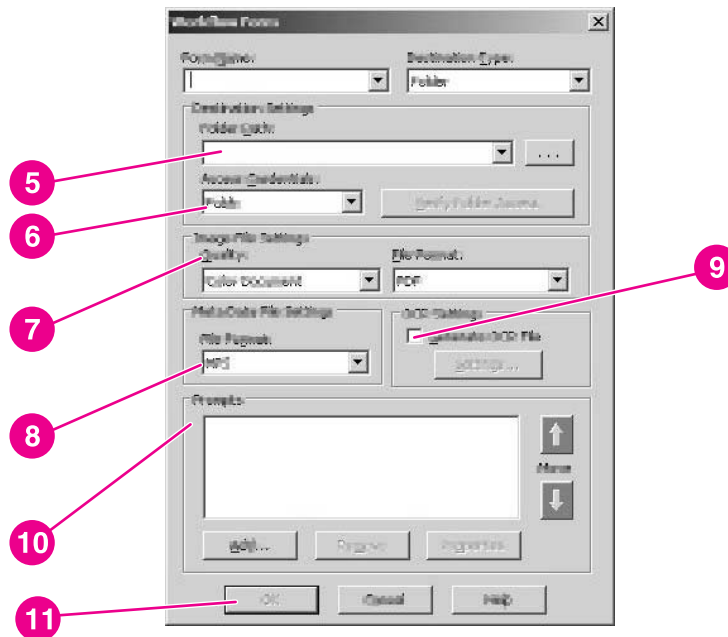 Workflow Form
Form Name:
Destination Type:
Folder
Destination Settings
Folder Path:
...
5
Access Credentials:
Public
Verify Folder Access
6
Image File Settings
Quality:
File Format:
Color Document
PDF
7
9
MetaData File Settings
OCR Settings
File Format:
Generate OCR File
HPS
Settings...
8
Prompts
Move
10
Add...
Remove
Properties
OK
Cancel
Help
11